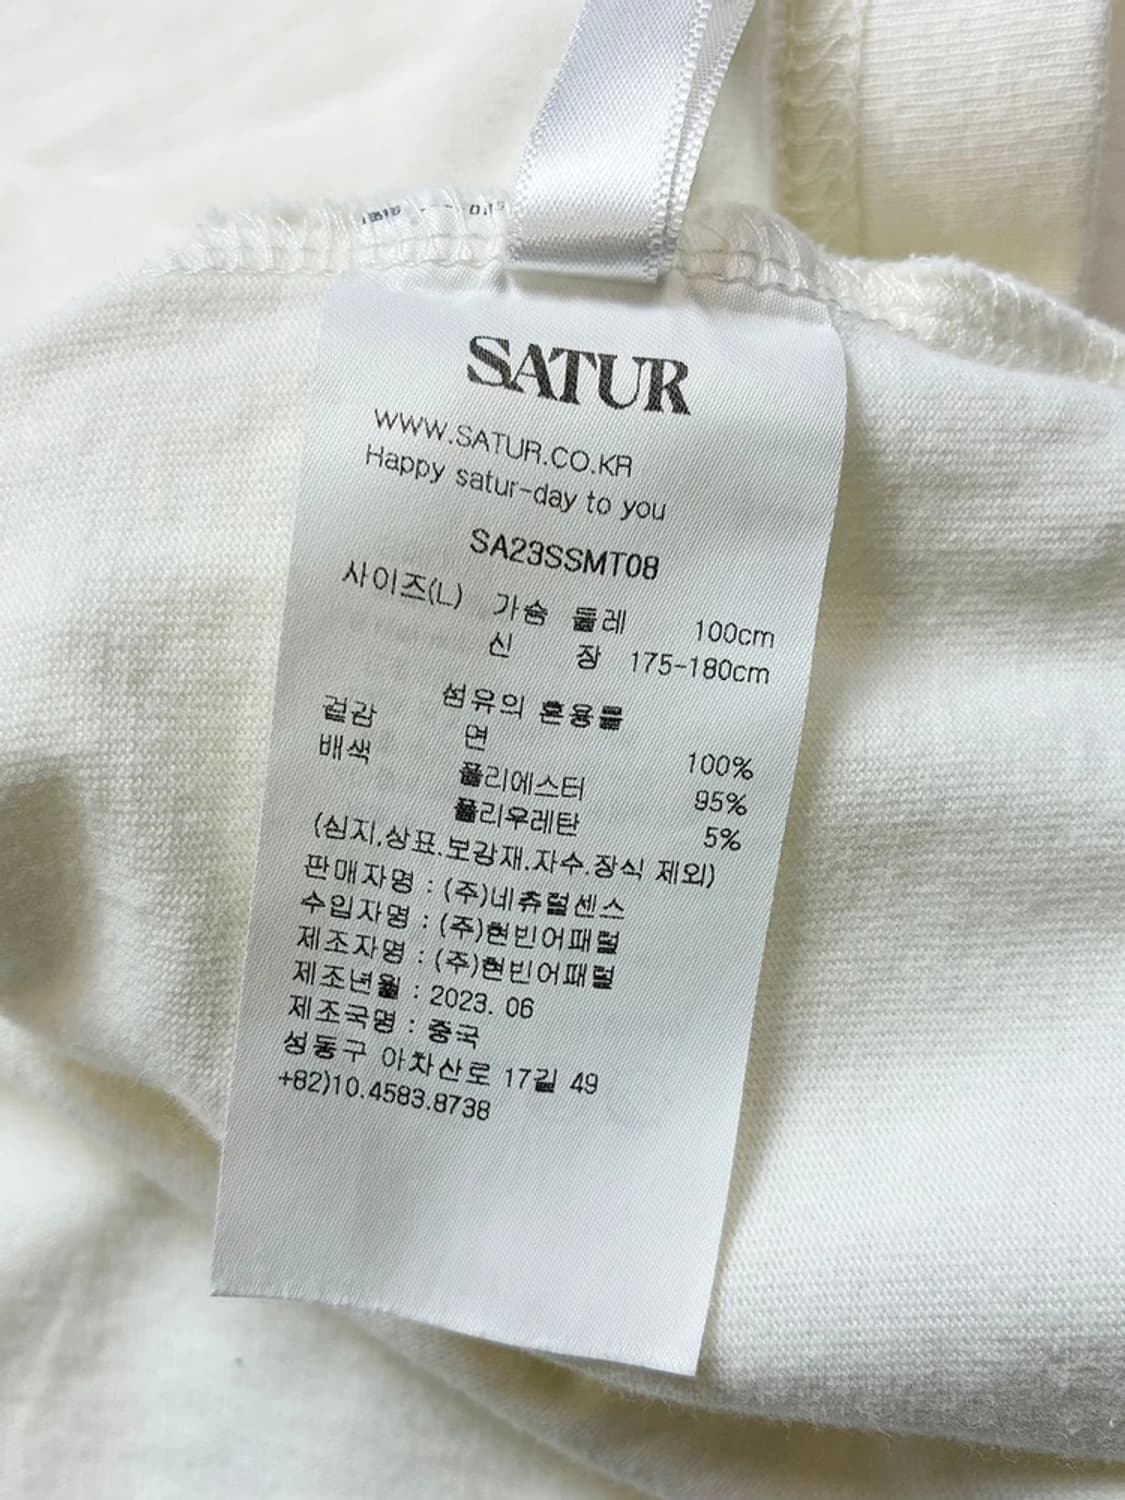 SATUR
WWW.SATUR.CO.KR
Happy satur-day to you
SA23SSMT08
사이즈(L) 가슴 둘레 100cm
신 장 175-180cm
섬유의 혼용률
겉감 면 100%
배색 폴리에스터 95%
폴리우레탄 5%
(심지.상표.보강재.자수.장식 제외)
판매자명 : (주)네츄럴센스
수입자명 : (주)현빈어패럴
제조자명 : (주)현빈어패럴
제조년월 : 2023. 06
제조국명 : 중국
성동구 아차산로 17길 49
+82)10.4583.8738